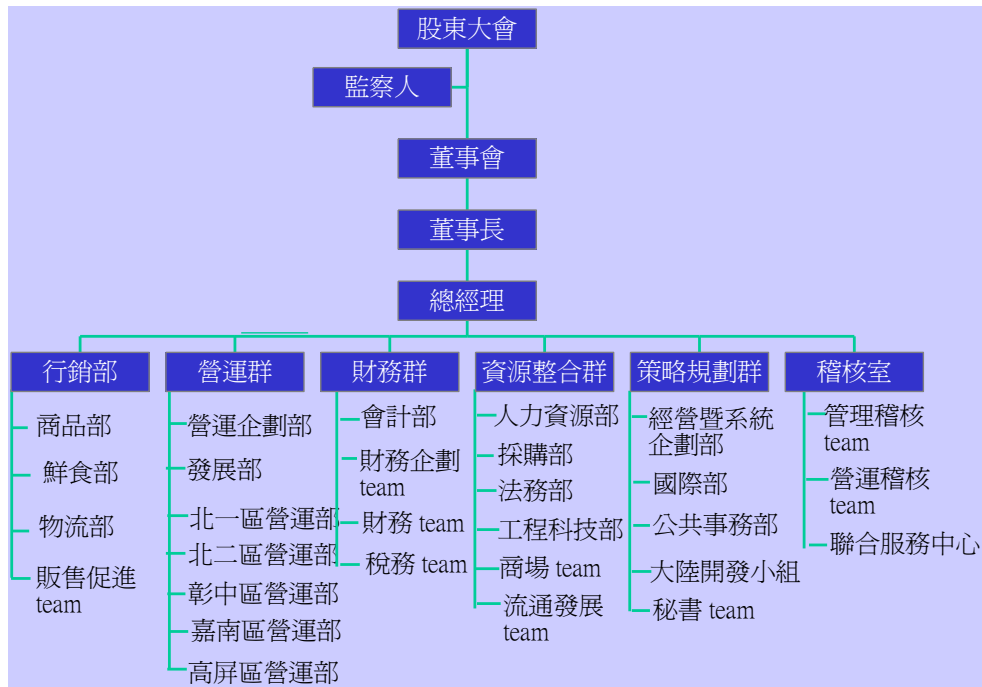 股東大會
監察人
董事會
董事長
總經理
行銷部
商品部
鮮食部
物流部
販售促進
team
營運群
營運企劃部
發展部
北一區營運部
北二區營運部
彰中區營運部
嘉南區營運部
高屏區營運部
財務群
會計部
財務企劃
team
財務 team
稅務 team
資源整合群
人力資源部
採購部
法務部
工程科技部
商場 team
流通發展
team
策略規劃群
經營暨系統
企劃部
國際部
公共事務部
大陸開發小組
秘書 team
稽核室
管理稽核
team
營運稽核
team
聯合服務中心